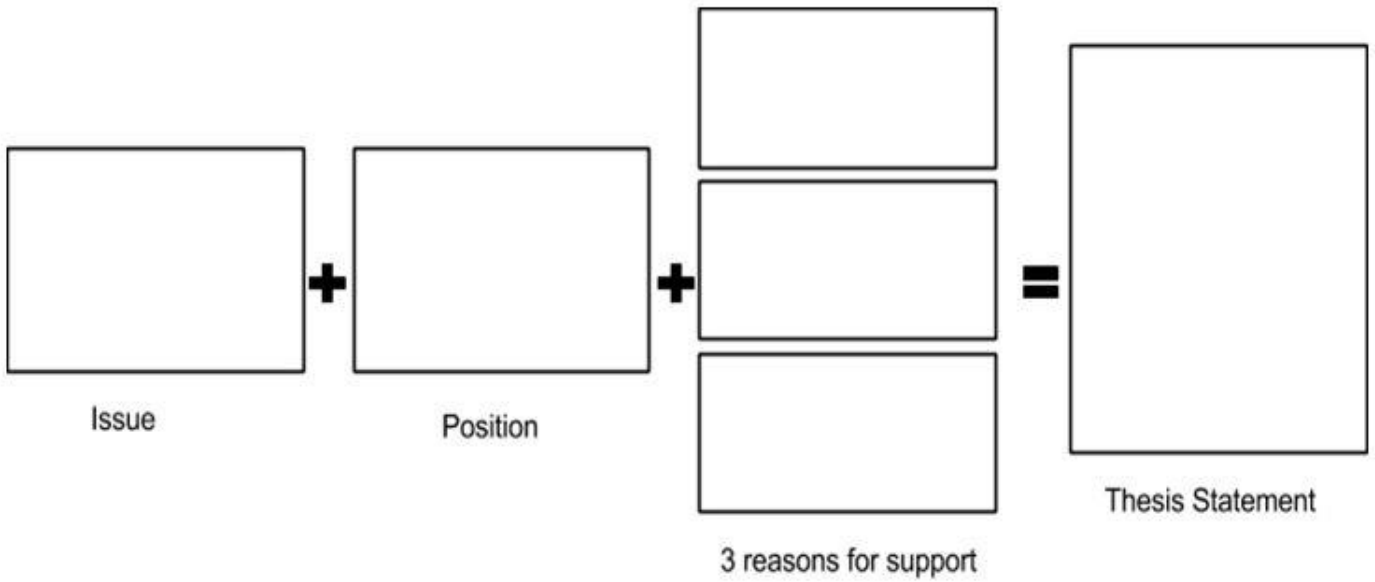 Issue
Position
3 reasons for support
Thesis Statement